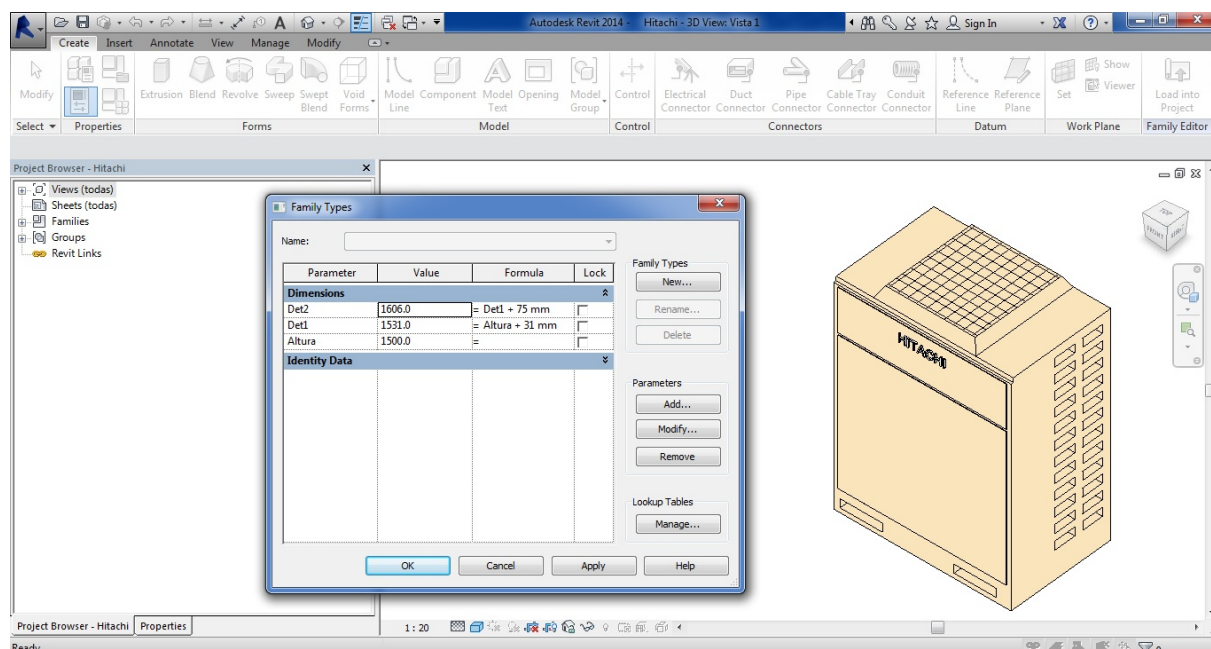 Autodesk Revit 2014 - Hitachi - 3D View: Vista 1
Sign In
Create Insert Annotate View Manage Modify
Modify
Extrusion Blend Revolve Sweep Swept Blend Void Forms
Model Line Component Model Text Opening Model Group
Control
Electrical Connector Duct Connector Pipe Connector Cable Tray Connector Conduit Connector
Reference Line Reference Plane
Set Show Viewer
Load into Project
Select Properties Forms Model Control Connectors Datum Work Plane Family Editor
Project Browser - Hitachi
Views (todas)
Sheets (todas)
Families
Groups
Revit Links
Family Types
Name:
Parameter Value Formula Lock
Dimensions
Det2 1606.0 = Det1 + 75 mm
Det1 1531.0 = Altura + 31 mm
Altura 1500.0 =
Identity Data
Family Types
New...
Rename...
Delete
Parameters
Add...
Modify...
Remove
Lookup Tables
Manage...
OK Cancel Apply Help
HITACHI
FRONT
Project Browser - Hitachi Properties
1 : 20
Ready